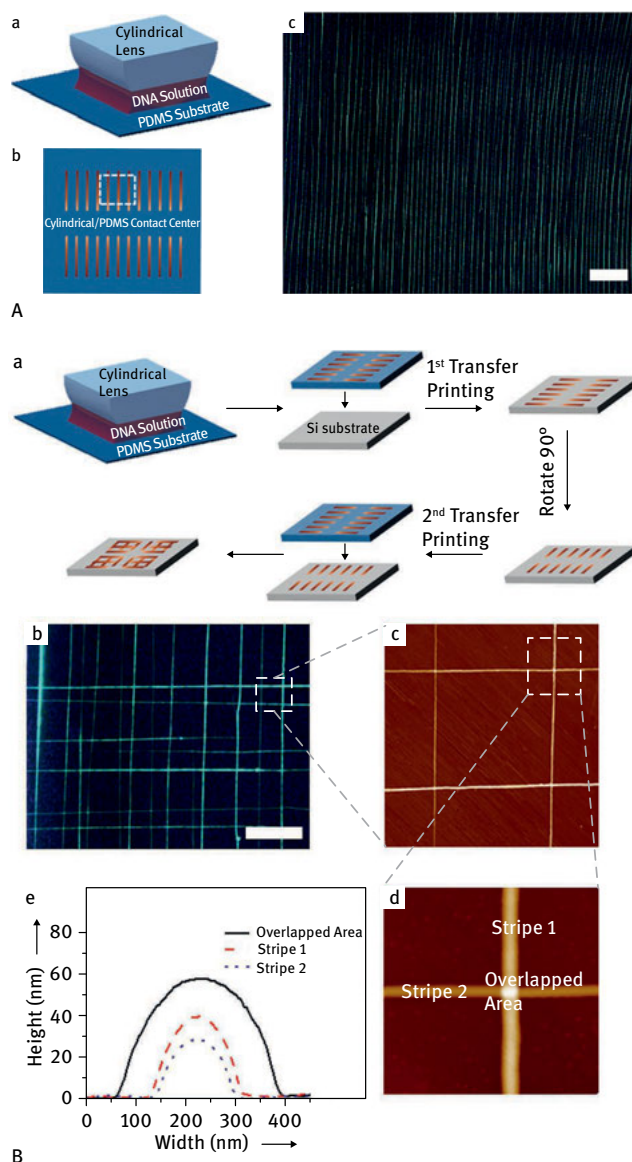 a
Cylindrical
Lens
DNA Solution
PDMS Substrate
b
Cylindrical/PDMS Contact Center
c
A
a
Cylindrical
Lens
DNA Solution
PDMS Substrate
Si substrate
1st Transfer
Printing
Rotate 90º
2nd Transfer
Printing
b
c
d
Stripe 1
Stripe 2
Overlapped
Area
e
Height (nm)
80
60
40
20
0
Overlapped Area
Stripe 1
Stripe 2
0 100 200 300 400
Width (nm)
B